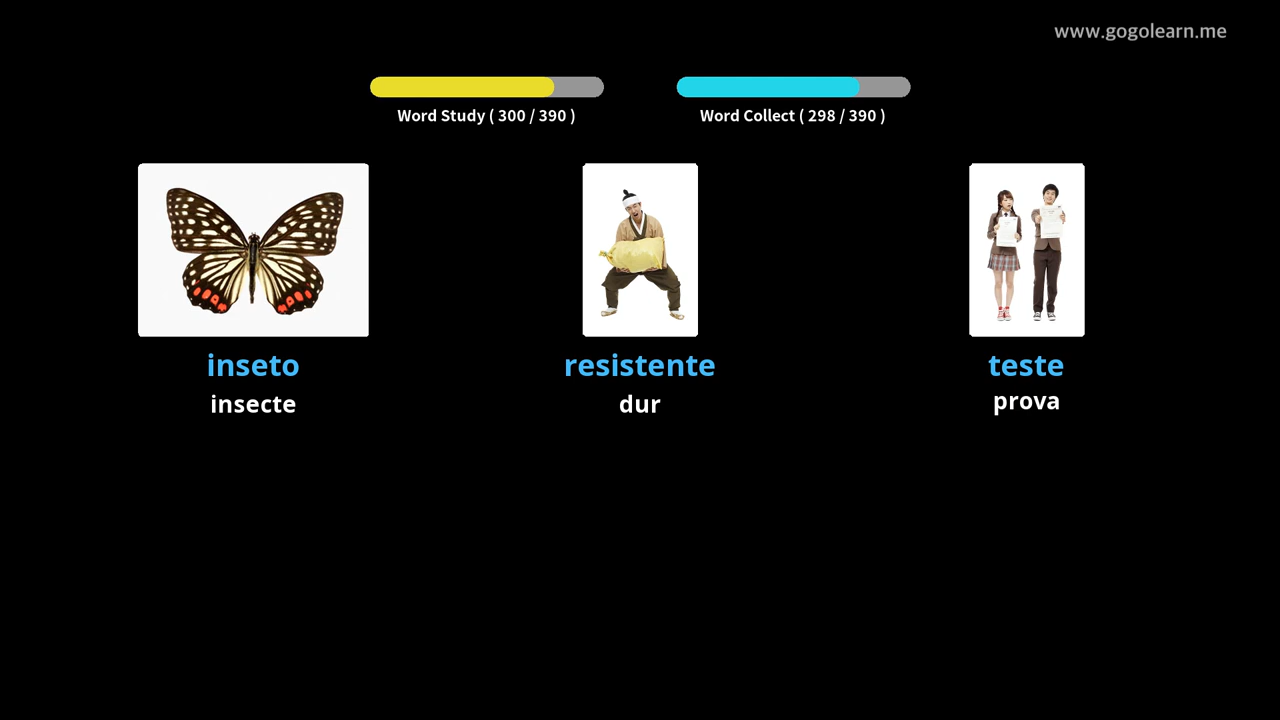 www.gogolearn.me
Word Study ( 300 / 390 )
Word Collect ( 298 / 390 )
inseto
insecte
resistente
dur
teste
prova